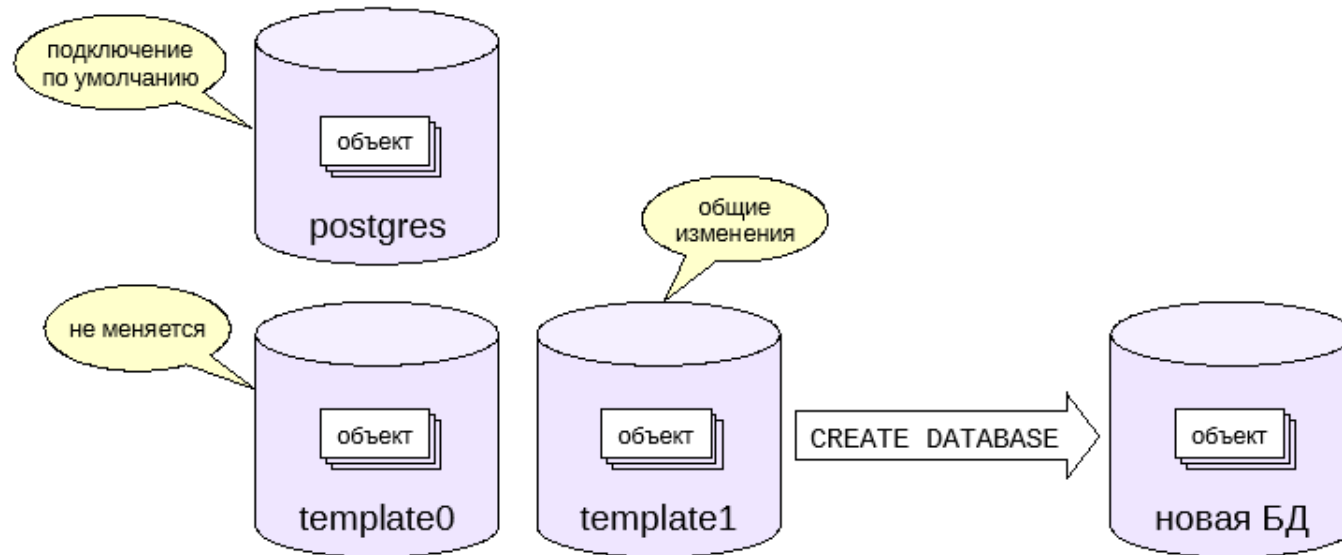 подключение
по умолчанию
объект
postgres
общие
изменения
не меняется
объект
template0
объект
template1
CREATE DATABASE
объект
новая БД